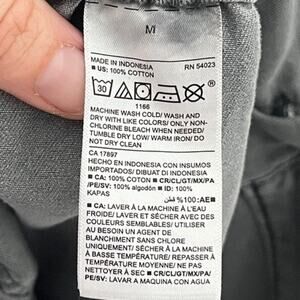 M
MADE IN INDONESIA RN 54023
■ US: 100% COTTON
30
1166
MACHINE WASH COLD/ WASH AND
DRY WITH LIKE COLORS/ ONLY NON-
CHLORINE BLEACH WHEN NEEDED/
TUMBLE DRY LOW/ WARM IRON/ DO
NOT DRY CLEAN
CA 17897
HECHO EN INDONESIA CON INSUMOS
IMPORTADOS/ DIBUAT DI INDONESIA
■ CA: 100% COTTON ■ CR/CL/GT/MX/PA
/PE/SV: 100% algodón ■ ID: 100%
KAPAS
■ AE:100% قطن
■ CA: LAVER À LA MACHINE À L'EAU
FROIDE/ LAVER ET SÉCHER AVEC DES
COULEURS SEMBLABLES/ UTILISER
AU BESOIN UN AGENT DE
BLANCHIMENT SANS CHLORE
UNIQUEMENT/ SÉCHER À LA MACHINE
À BASSE TEMPÉRATURE/ REPASSER À
TEMPÉRATURE MOYENNE/ NE PAS
NETTOYER À SEC ■ CR/CL/GT/MX/PA/
PE/SV: LAVAR A MAQUINA CON AGUA